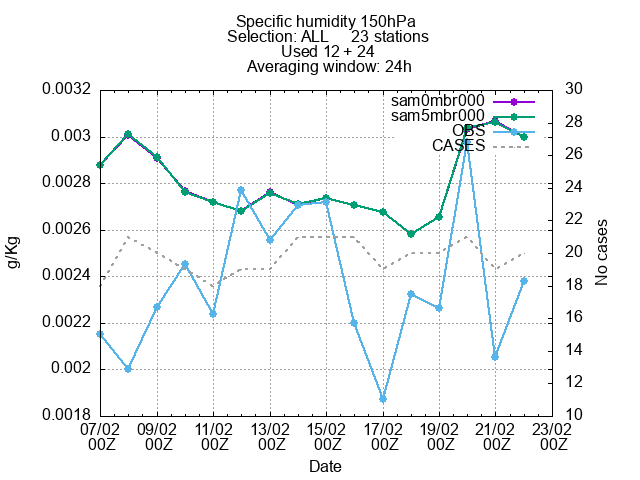 Specific humidity 150hPa
Selection: ALL 23 stations
Used 12 + 24
Averaging window: 24h
0.0032
0.003
0.0028
0.0026
0.0024
0.0022
0.002
0.0018
g/Kg
30
28
26
24
22
20
18
16
14
12
10
No cases
sam0mbr000
sam5mbr000
OBS
CASES
07/02 09/02 11/02 13/02 15/02 17/02 19/02 21/02 23/02
00Z 00Z 00Z 00Z 00Z 00Z 00Z 00Z 00Z
Date